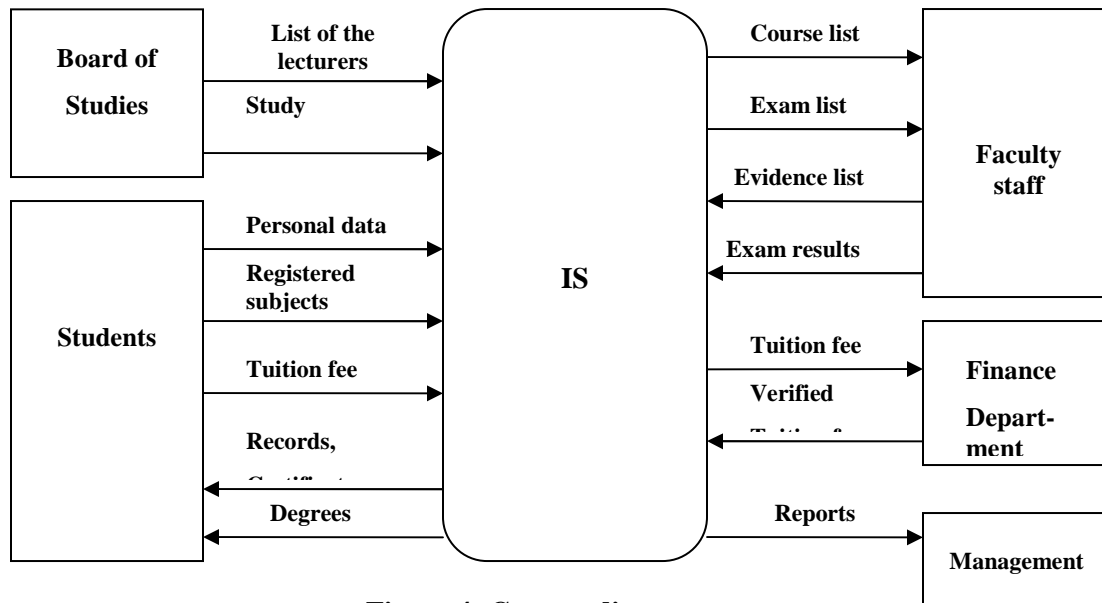 Board of
Studies
List of the
lecturers
Study
Students
Personal data
Registered
subjects
Tuition fee
Records,
Degrees
IS
Course list
Exam list
Evidence list
Exam results
Faculty
staff
Tuition fee
Verified
Finance
Depart-
ment
Reports
Management